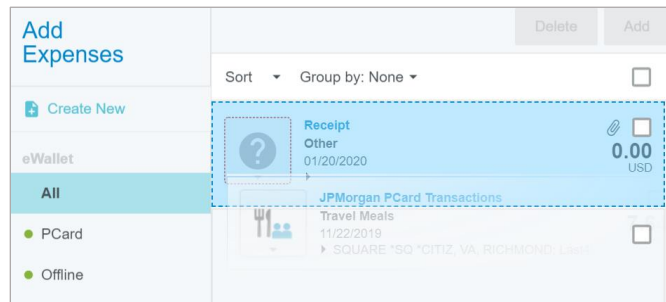 Add
Expenses
Delete
Add
Sort
Group by: None
Create New
Receipt
Other
01/20/2020
0.00
USD
eWallet
All
JPMorgan PCard Transactions
Travel Meals
11/22/2019
SQUARE *SQ *CITIZ, VA, RICHMOND,
PCard
Offline